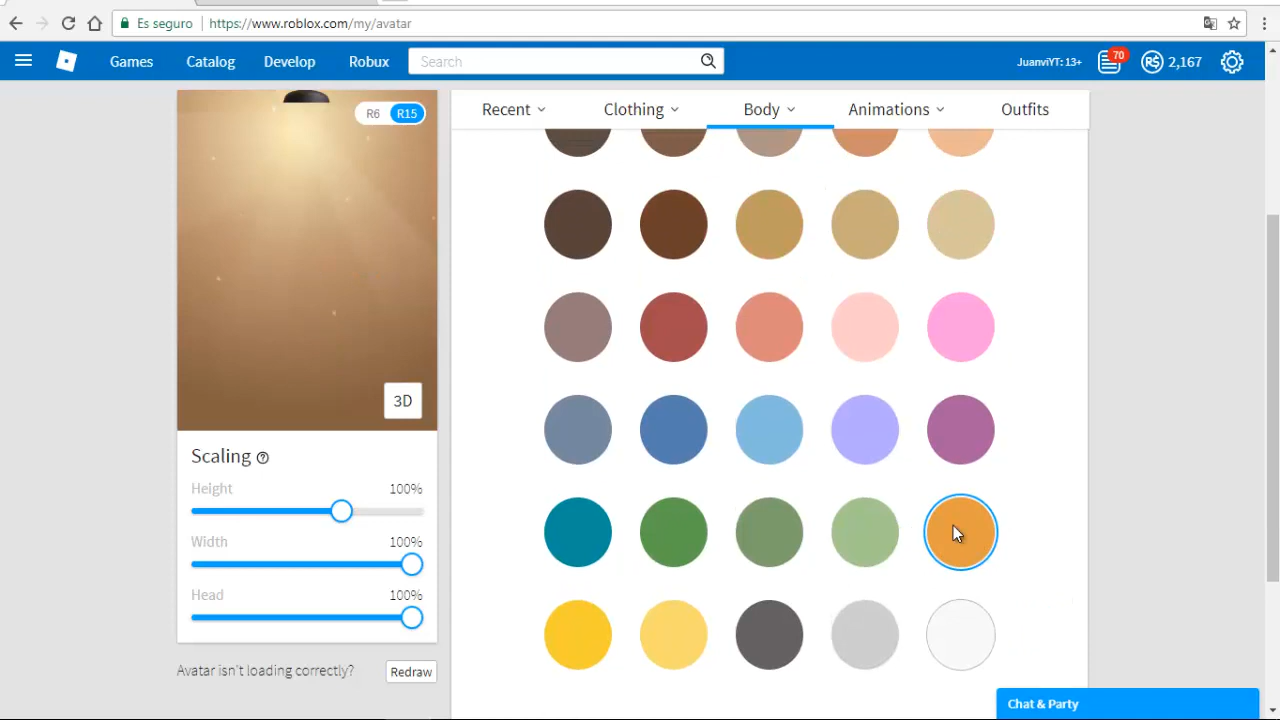 Es seguro https://www.roblox.com/my/avatar
Games Catalog Develop Robux Search JuanviYT: 13+ 70 R$ 2,167
R6 R15
Recent Clothing Body Animations Outfits
3D
Scaling ?
Height 100%
Width 100%
Head 100%
Avatar isn't loading correctly? Redraw
Chat & Party